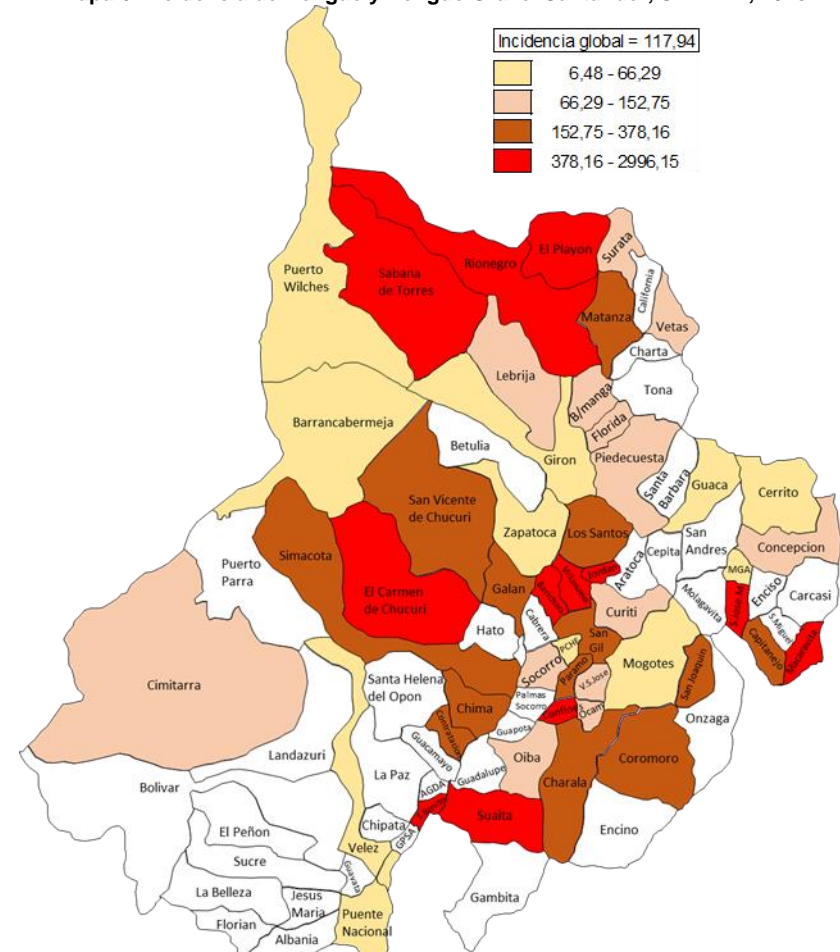 Incidencia global = 117,94
6,48 - 66,29
66,29 - 152,75
152,75 - 378,16
378,16 - 2996,15
El Playon
Surata
Rionegro
California
Puerto
Wilches
Sabana
de Torres
Matanza
Vetas
Charta
Lebrija
Tona
B/manga
Barrancabermeja
Florida
Betulia
Giron
Piedecuesta
Santa
Barbara
Guaca
Cerrito
San Vicente
de Chucuri
Zapatoca
Los Santos
San
Andres
Simacota
Cepita
Concepcion
Puerto
Parra
Aratoca
MGA
Jordan
Galan
El Carmen
de Chucuri
Molagavita
Enciso
Carcasi
S.Jose.Mi
Curiti
Hato
Cabrera
S.Miguel
Capitanejo
Macaravita
San
Gil
PCHE
Socorro
Paramo
Mogotes
San Joaquin
Cimitarra
Santa Helena
del Opon
V.S.Jose
Palmas
Socorro
Chima
Confines
Ocam
Onzaga
Contratacion
Guapota
Guacamayo
Landazuri
Oiba
Coromoro
La Paz
Guadalupe
Charala
Bolivar
AGDA
Suaita
El Peñon
Chipata
GPSA
Encino
Sucre
Velez
Guavata
La Belleza
Jesus
Maria
Gambita
Puente
Nacional
Florian
Albania